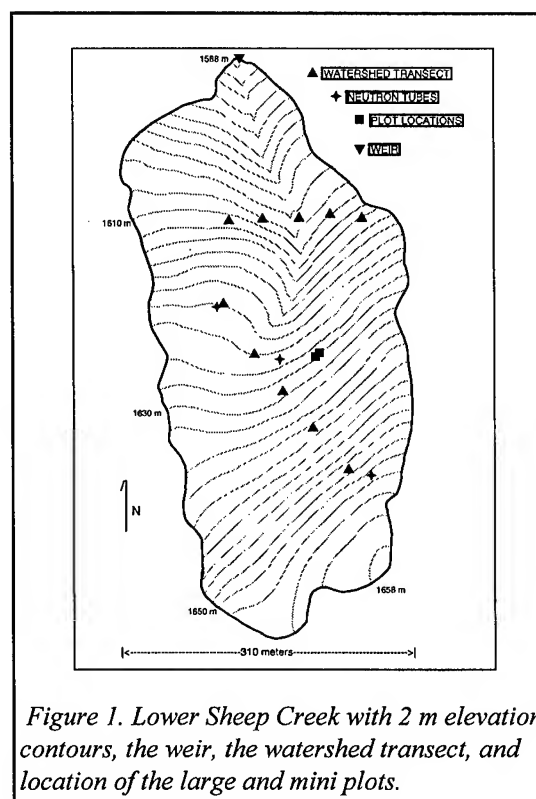 1588 m
WATERSHED TRANSECT
NEUTRON TUBES
PLOT LOCATIONS
WEIR
1610 m
1630 m
N
1650 m
1658 m
310 meters
Figure 1. Lower Sheep Creek with 2 m elevation
contours, the weir, the watershed transect, and
location of the large and mini plots.